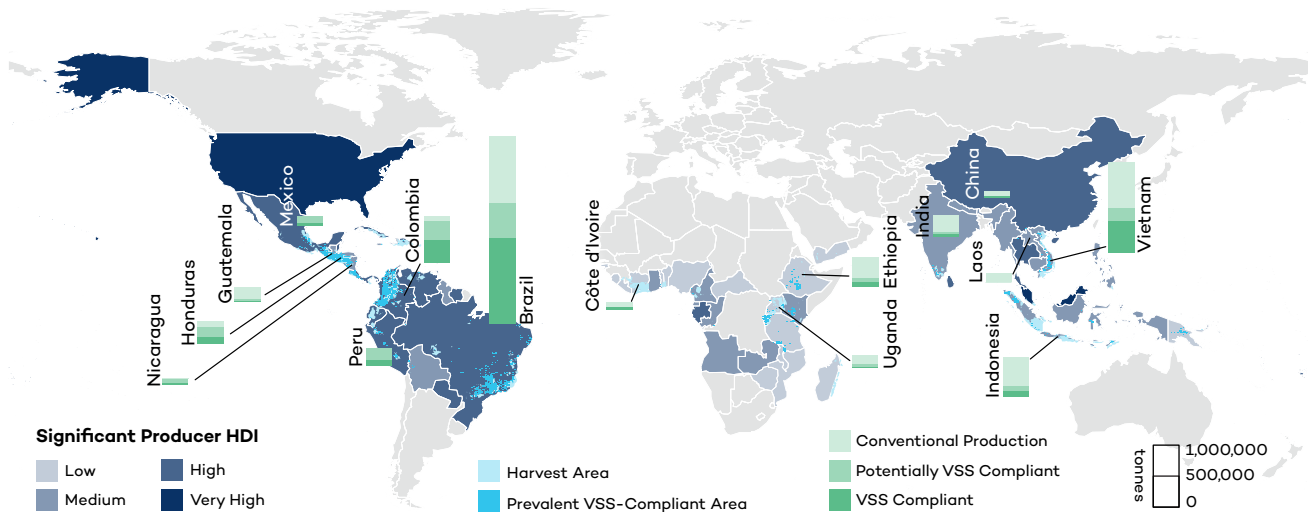 Mexico
Guatemala
Honduras
Nicaragua
Colombia
Peru
Brazil
Côte d'Ivoire
Ethiopia
Uganda
India
China
Laos
Vietnam
Indonesia
Significant Producer HDI
Low
High
Medium
Very High
Harvest Area
Prevalent VSS-Compliant Area
Conventional Production
Potentially VSS Compliant
VSS Compliant
tonnes
1,000,000
500,000
0